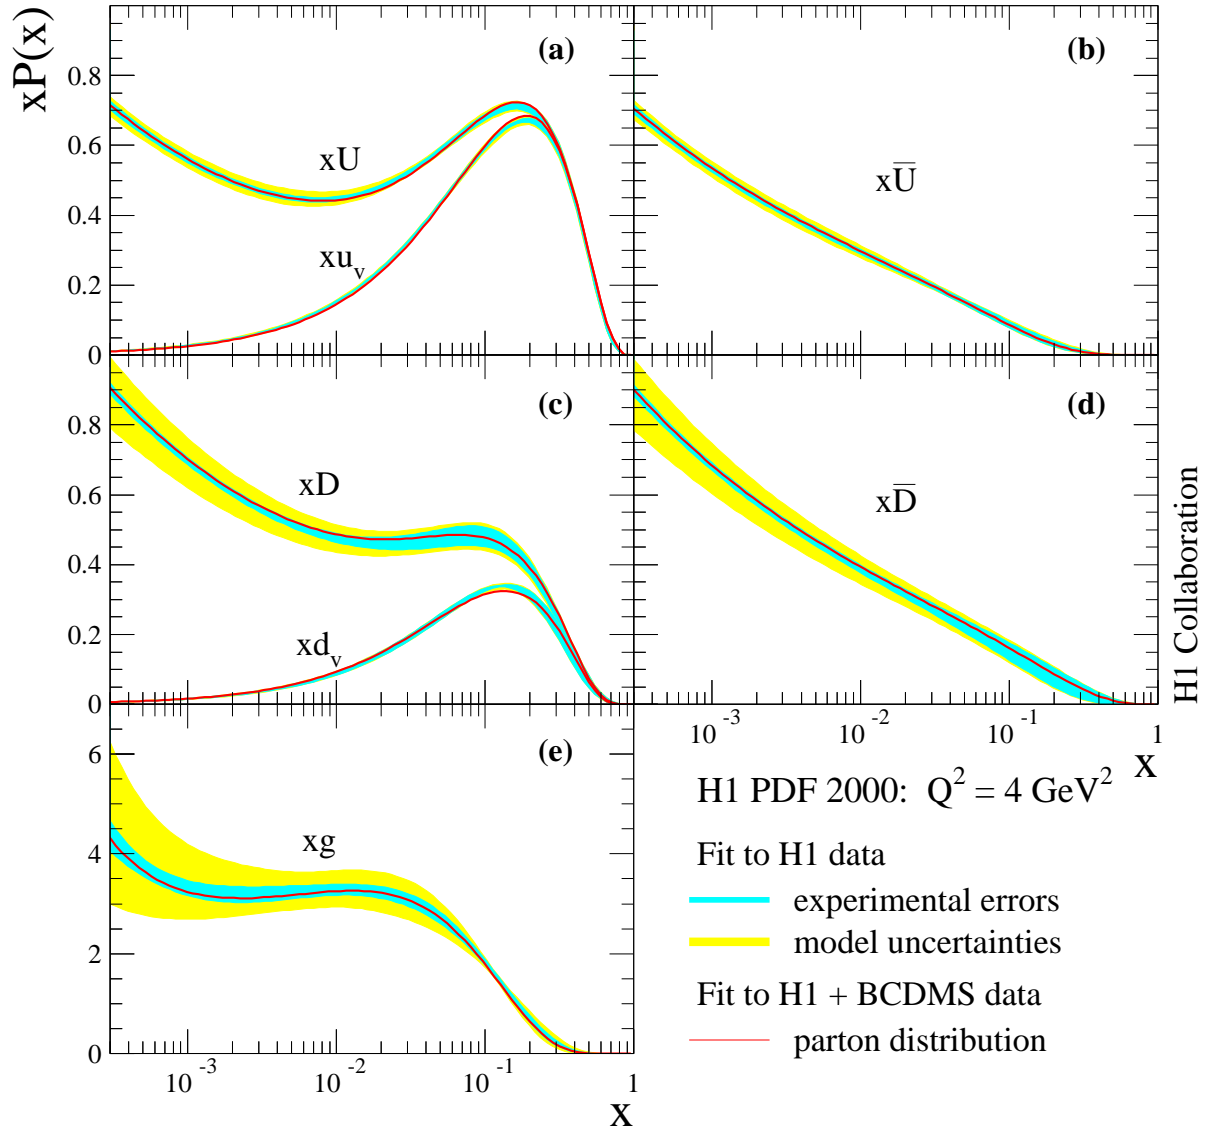 xP(x)
(a)
(b)
0.8
0.6
xU
xU̅
0.4
xu_v
0.2
0
(c)
(d)
0.8
xD
xD̅
0.6
0.4
xd_v
0.2
0
10^-3 10^-2 10^-1 1
x
(e)
6
xg
4
2
0
10^-3 10^-2 10^-1 1
x
H1 PDF 2000: Q^2 = 4 GeV^2
Fit to H1 data
experimental errors
model uncertainties
Fit to H1 + BCDMS data
parton distribution
H1 Collaboration